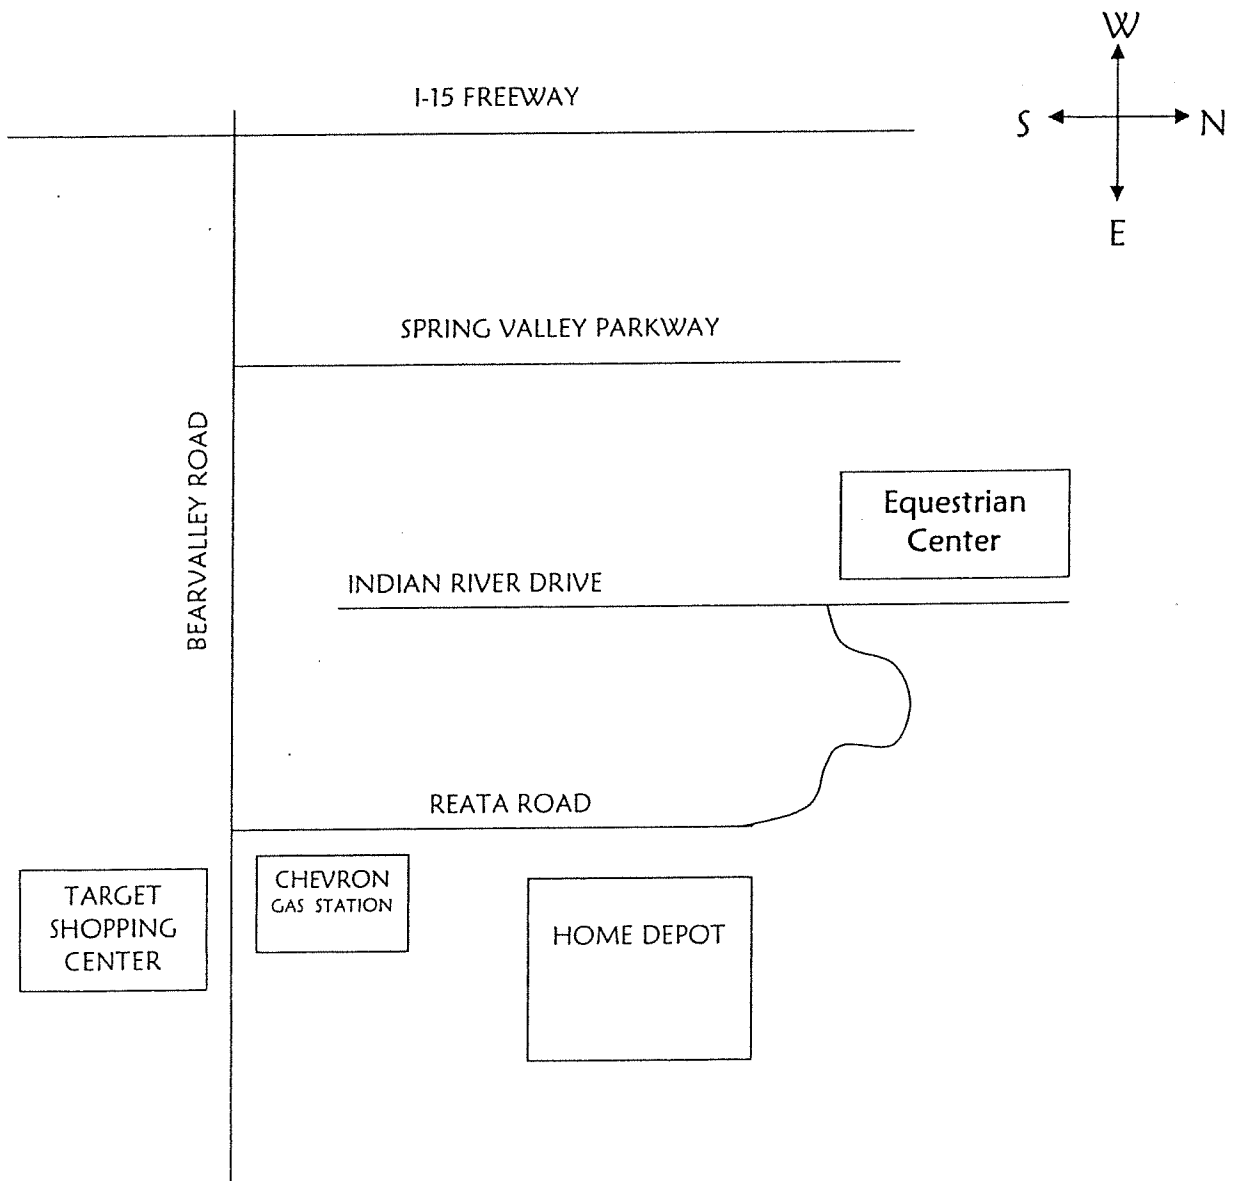 W
I-15 FREEWAY
S
N
E
SPRING VALLEY PARKWAY
BEARVALLEY ROAD
Equestrian
Center
INDIAN RIVER DRIVE
REATA ROAD
TARGET
SHOPPING
CENTER
CHEVRON
GAS STATION
HOME DEPOT